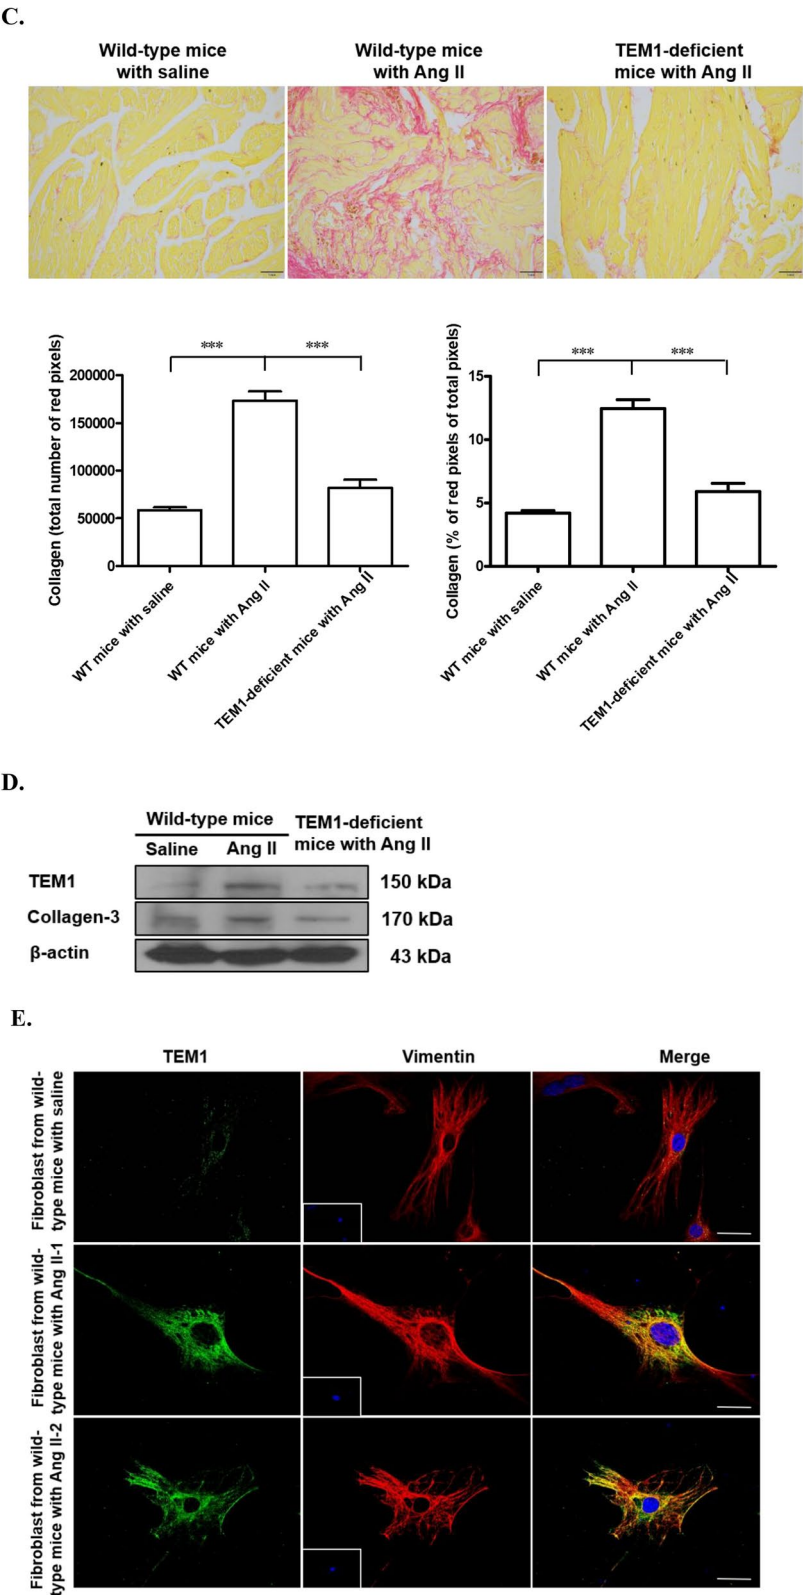 C.
Wild-type mice
with saline
Wild-type mice
with Ang II
TEM1-deficient
mice with Ang II
Collagen (total number of red pixels)
200000
150000
100000
50000
0
***
***
WT mice with saline
WT mice with Ang II
TEM1-deficient mice with Ang II
Collagen (% of red pixels of total pixels)
15
10
5
0
***
***
WT mice with saline
WT mice with Ang II
TEM1-deficient mice with Ang II
D.
Wild-type mice
TEM1-deficient
mice with Ang II
Saline
Ang II
TEM1
150 kDa
Collagen-3
170 kDa
β-actin
43 kDa
E.
TEM1
Vimentin
Merge
Fibroblast from wild-
type mice with saline
Fibroblast from wild-
type mice with Ang II-1
Fibroblast from wild-
type mice with Ang II-2